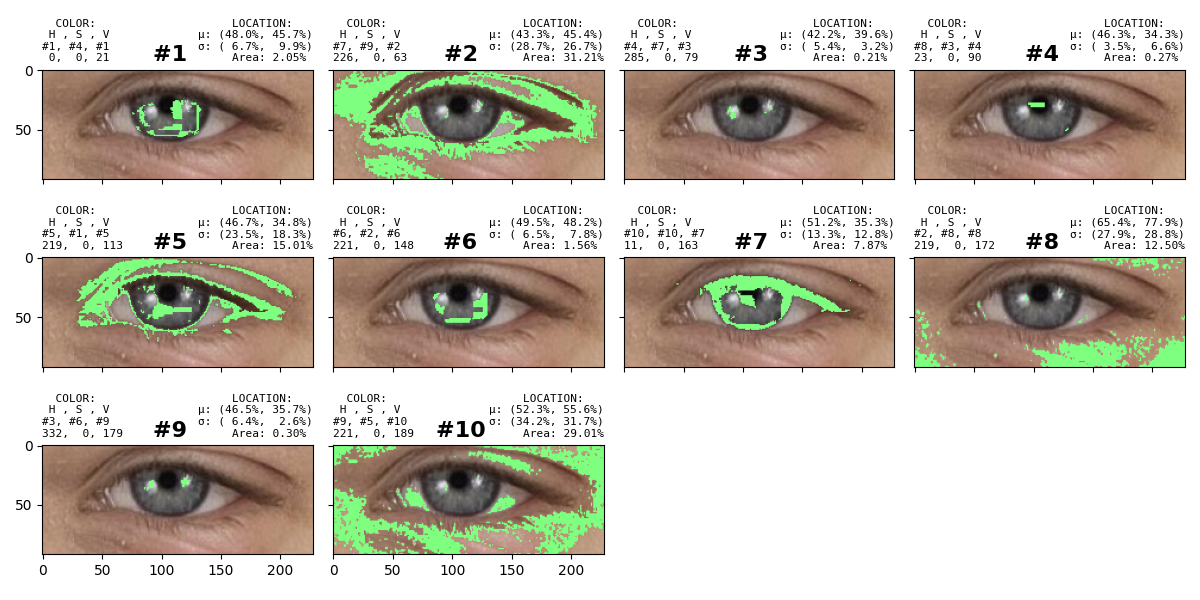 COLOR: LOCATION:
H , S , V μ: (48.0%, 45.7%)
#1, #4, #1 σ: ( 6.7%, 9.9%)
0, 0, 21 #1 Area: 2.05%
COLOR: LOCATION:
H , S , V μ: (43.3%, 45.4%)
#7, #9, #2 σ: (28.7%, 26.7%)
226, 0, 63 #2 Area: 31.21%
COLOR: LOCATION:
H , S , V μ: (42.2%, 39.6%)
#4, #7, #3 σ: ( 5.4%, 3.2%)
285, 0, 79 #3 Area: 0.21%
COLOR: LOCATION:
H , S , V μ: (46.3%, 34.3%)
#8, #3, #4 σ: ( 3.5%, 6.6%)
23, 0, 90 #4 Area: 0.27%
0
50
COLOR: LOCATION:
H , S , V μ: (46.7%, 34.8%)
#5, #1, #5 σ: (23.5%, 18.3%)
219, 0, 113 #5 Area: 15.01%
COLOR: LOCATION:
H , S , V μ: (49.5%, 48.2%)
#6, #2, #6 σ: ( 6.5%, 7.8%)
221, 0, 148 #6 Area: 1.56%
COLOR: LOCATION:
H , S , V μ: (51.2%, 35.3%)
#10, #10, #7 σ: (13.3%, 12.8%)
11, 0, 163 #7 Area: 7.87%
COLOR: LOCATION:
H , S , V μ: (65.4%, 77.9%)
#2, #8, #8 σ: (27.9%, 28.8%)
219, 0, 172 #8 Area: 12.50%
0
50
COLOR: LOCATION:
H , S , V μ: (46.5%, 35.7%)
#3, #6, #9 σ: ( 6.4%, 2.6%)
332, 0, 179 #9 Area: 0.30%
COLOR: LOCATION:
H , S , V μ: (52.3%, 55.6%)
#9, #5, #10 σ: (34.2%, 31.7%)
221, 0, 189 #10 Area: 29.01%
0
50
0 50 100 150 200
0 50 100 150 200